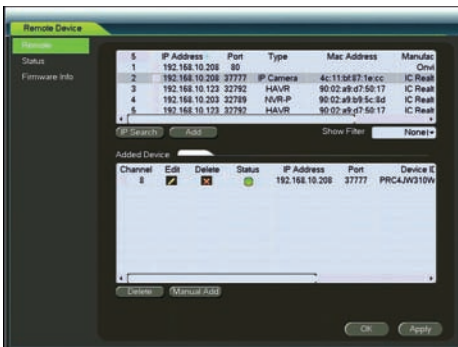 Remote Device
Remote
Status
Firmware Info
5 IP Address Port Type Mac Address Manufac
1 192.168.10.208 80 Onvi
2 192.168.10.208 37777 IP Camera 4c:11:bf:87:1e:cc IC Realt
3 192.168.10.123 32792 HAVR 90:02:a9:d7:50:17 IC Realt
4 192.168.10.203 32789 NVR-P 90:02:a9:b9:5c:8d IC Realt
5 192.168.10.123 32792 HAVR 90:02:a9:d7:50:17 IC Realt
IP Search Add Show Filter None
Added Device
Channel Edit Delete Status IP Address Port Device ID
8 192.168.10.208 37777 PRC4JW310W
Delete Manual Add
OK Apply